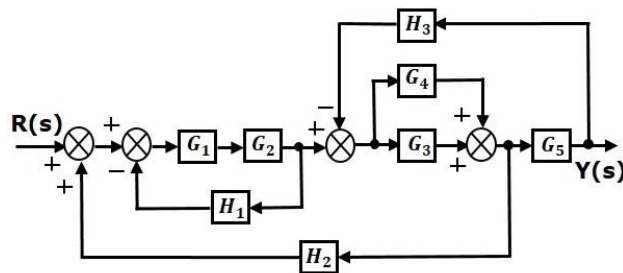 H₃
G₄
R(s) + + − + + −
G₁ G₂ G₃ G₅
+ + Y(s)
H₁
H₂